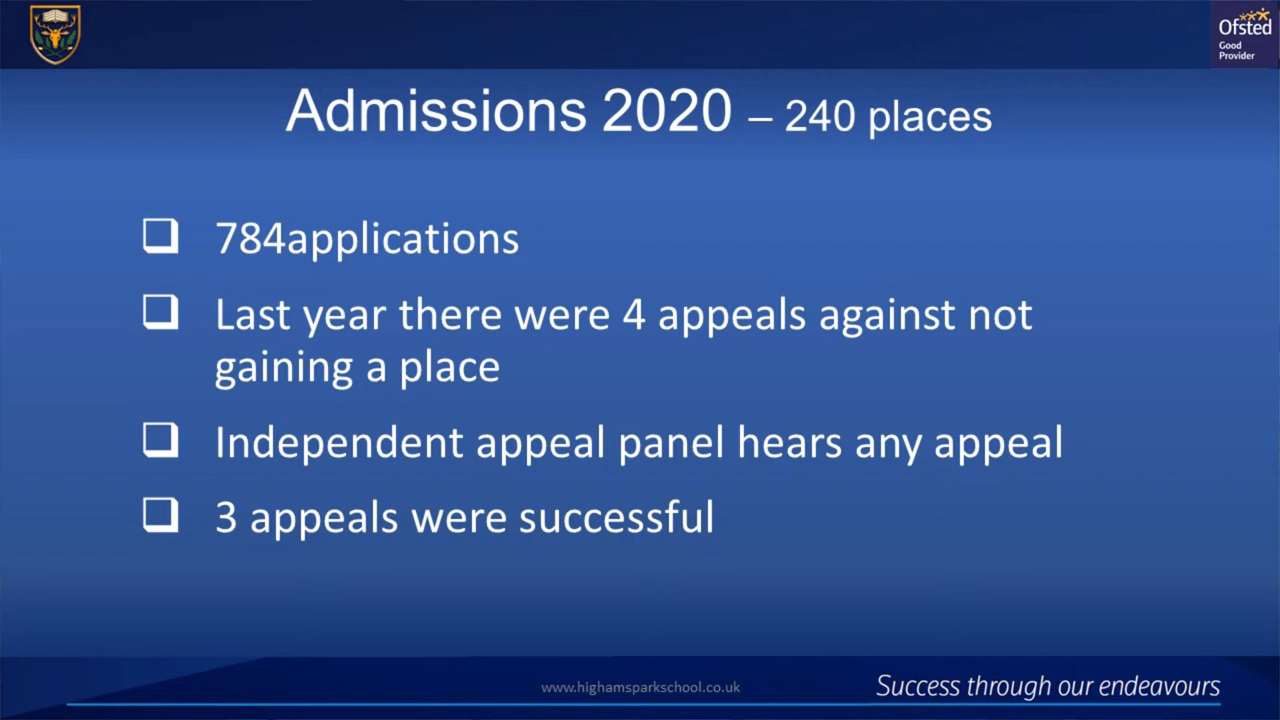 Ofsted
Good
Provider
Admissions 2020 – 240 places
❑ 784applications
❑ Last year there were 4 appeals against not
gaining a place
❑ Independent appeal panel hears any appeal
❑ 3 appeals were successful
www.highamsparkschool.co.uk
Success through our endeavours